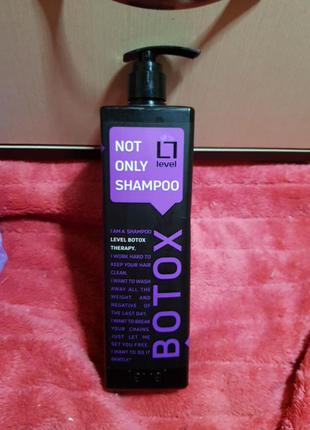 NOT
ONLY
SHAMPOO
level
I AM A SHAMPOO
LEVEL BOTOX
THERAPY.
I WORK HARD TO
KEEP YOUR HAIR
CLEAN.
I WANT TO WASH
AWAY ALL THE
WEIGHT AND
NEGATIVE OF
THE LAST DAY.
I WANT TO BREAK
YOUR CHAINS.
JUST LET ME
SET YOU FREE.
I WANT TO DO IT
GENTLY
BOTOX